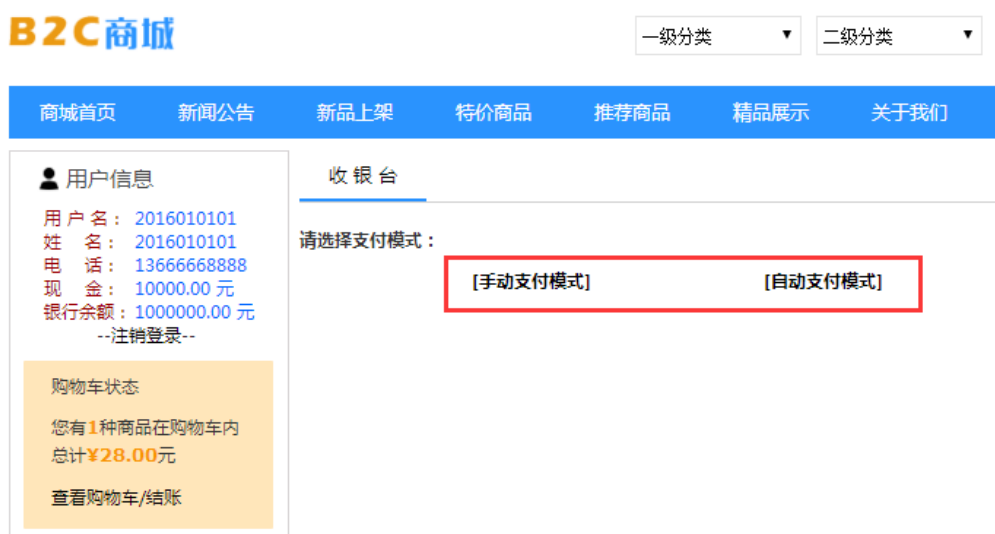 B2C商城
一级分类 二级分类
商城首页 新闻公告 新品上架 特价商品 推荐商品 精品展示 关于我们
用户信息
用 户 名： 2016010101
姓 名： 2016010101
电 话： 13666668888
现 金： 10000.00 元
银行余额：1000000.00 元
--注销登录--
购物车状态
您有1种商品在购物车内
总计¥28.00元
查看购物车/结账
收 银 台
请选择支付模式：
[手动支付模式] [自动支付模式]